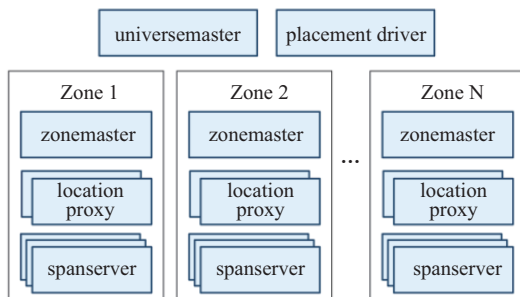 universemaster placement driver
Zone 1 Zone 2 Zone N
zonemaster zonemaster zonemaster
...
location location location
proxy proxy proxy
spanserver spanserver spanserver